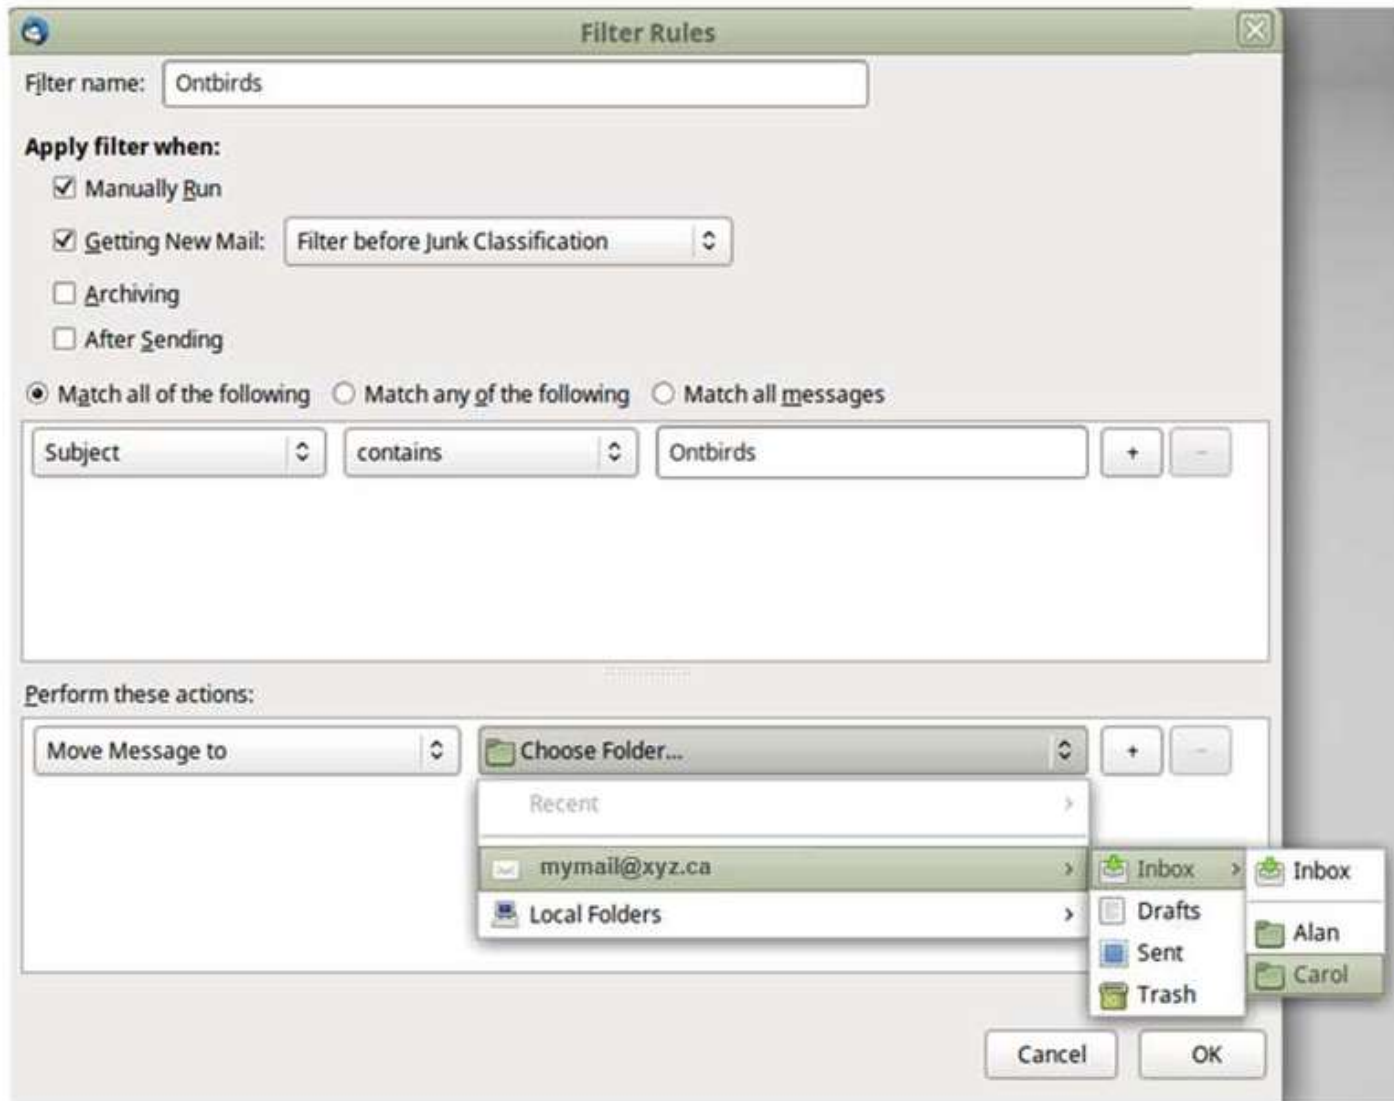 Filter Rules
Filter name: Ontbirds
Apply filter when:
Manually Run
Getting New Mail: Filter before Junk Classification
Archiving
After Sending
Match all of the following Match any of the following Match all messages
Subject contains Ontbirds + -
Perform these actions:
Move Message to Choose Folder... + -
Recent
mymail@xyz.ca Inbox Inbox
Local Folders Drafts Alan
Sent Carol
Trash
Cancel OK